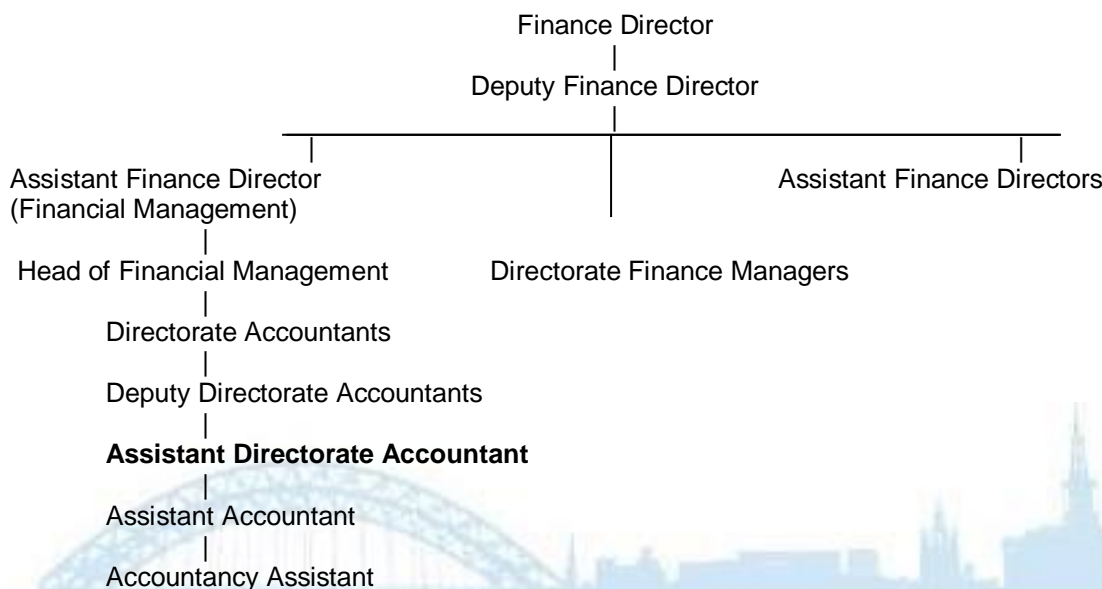 Finance Director
Deputy Finance Director
Assistant Finance Director
(Financial Management)
Assistant Finance Directors
Head of Financial Management
Directorate Finance Managers
Directorate Accountants
Deputy Directorate Accountants
Assistant Directorate Accountant
Assistant Accountant
Accountancy Assistant